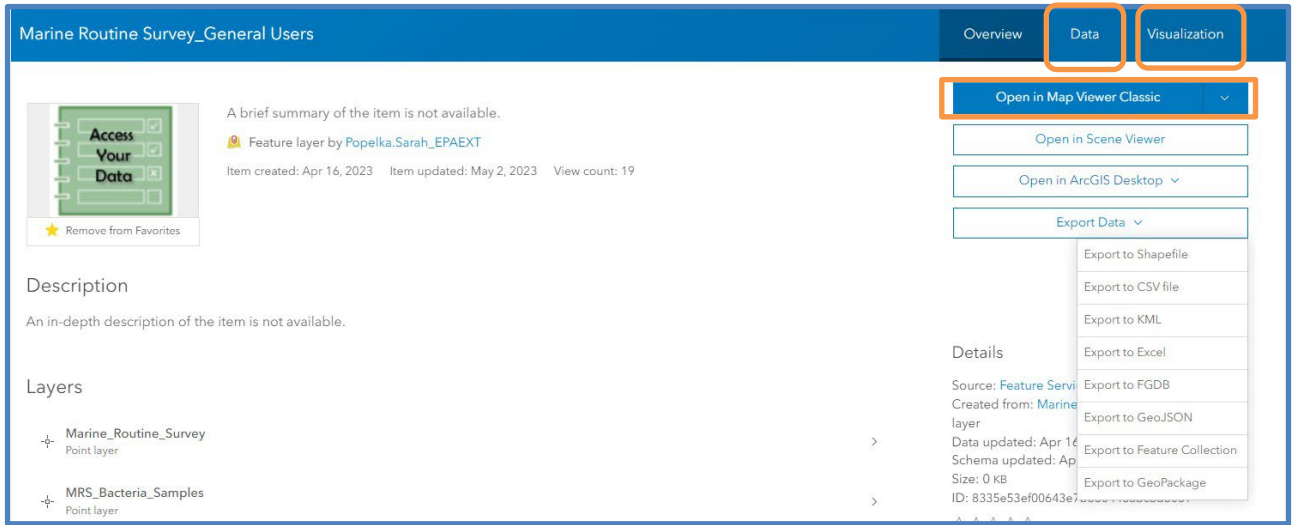 Marine Routine Survey_General Users
Overview
Data
Visualization
Access
Your
Data
Remove from Favorites
A brief summary of the item is not available.
Feature layer by Popelka.Sarah_EPAEXT
Item created: Apr 16, 2023 Item updated: May 2, 2023 View count: 19
Open in Map Viewer Classic
Open in Scene Viewer
Open in ArcGIS Desktop
Export Data
Export to Shapefile
Export to CSV file
Export to KML
Export to Excel
Export to FGDB
Export to GeoJSON
Export to Feature Collection
Export to GeoPackage
Description
An in-depth description of the item is not available.
Layers
Marine_Routine_Survey
Point layer
MRS_Bacteria_Samples
Point layer
Details
Source: Feature Servi
Created from: Marine
layer
Data updated: Apr 16
Schema updated: Ap
Size: 0 KB
ID: